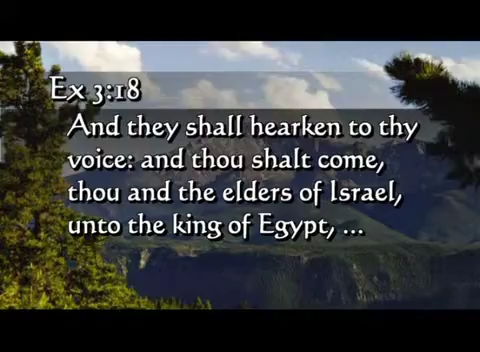 Ex 3:18
And they shall hearken to thy
voice: and thou shalt come,
thou and the elders of Israel,
unto the king of Egypt, ...